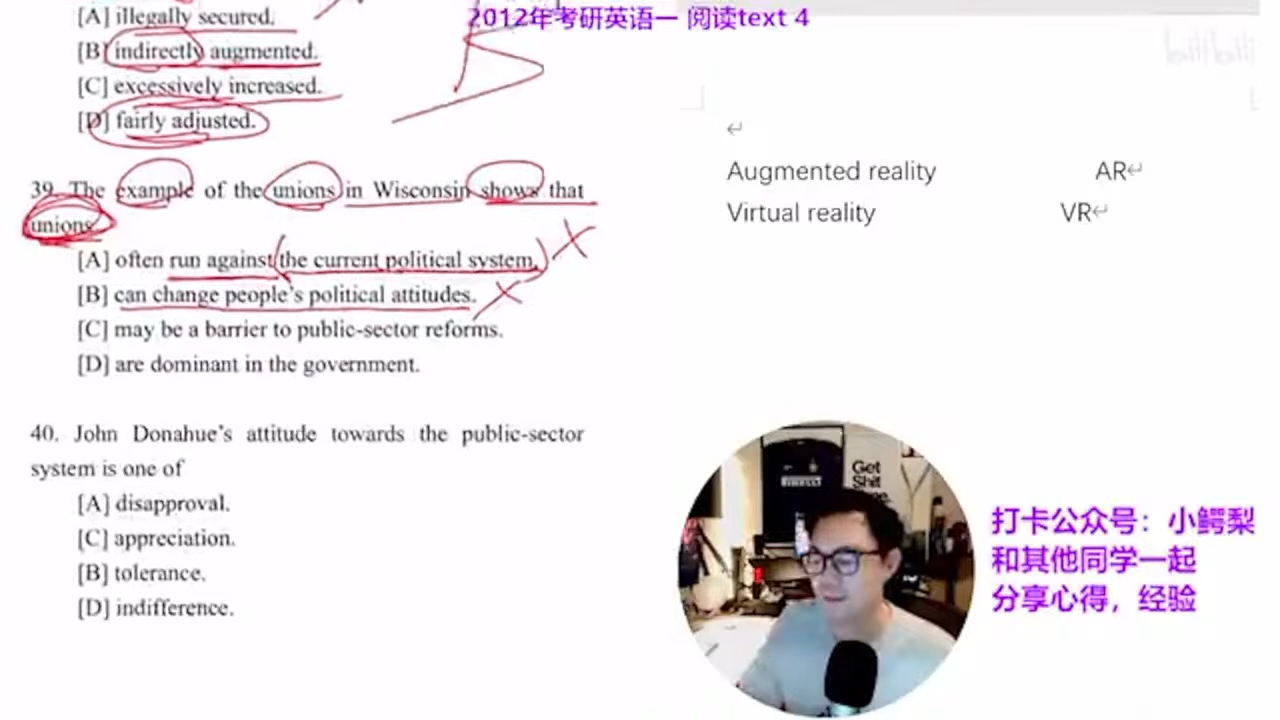 2012年考研英语一 阅读text 4
[A] illegally secured.
[B] indirectly augmented.
[C] excessively increased.
[D] fairly adjusted.
39. The example of the unions in Wisconsin shows that
unions
[A] often run against the current political system.
[B] can change people's political attitudes.
[C] may be a barrier to public-sector reforms.
[D] are dominant in the government.
40. John Donahue's attitude towards the public-sector
system is one of
[A] disapproval.
[C] appreciation.
[B] tolerance.
[D] indifference.
bilibili
Augmented reality AR
Virtual reality VR
Get
Shit
打卡公众号：小鳄梨
和其他同学一起
分享心得，经验